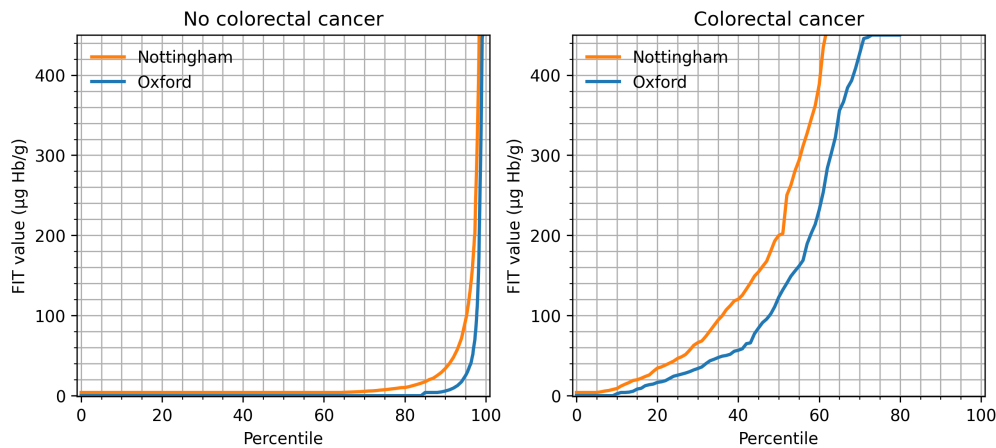 No colorectal cancer
Nottingham
Oxford
400
300
200
100
0
FIT value (µg Hb/g)
0 20 40 60 80 100
Percentile
Colorectal cancer
Nottingham
Oxford
400
300
200
100
0
FIT value (µg Hb/g)
0 20 40 60 80 100
Percentile